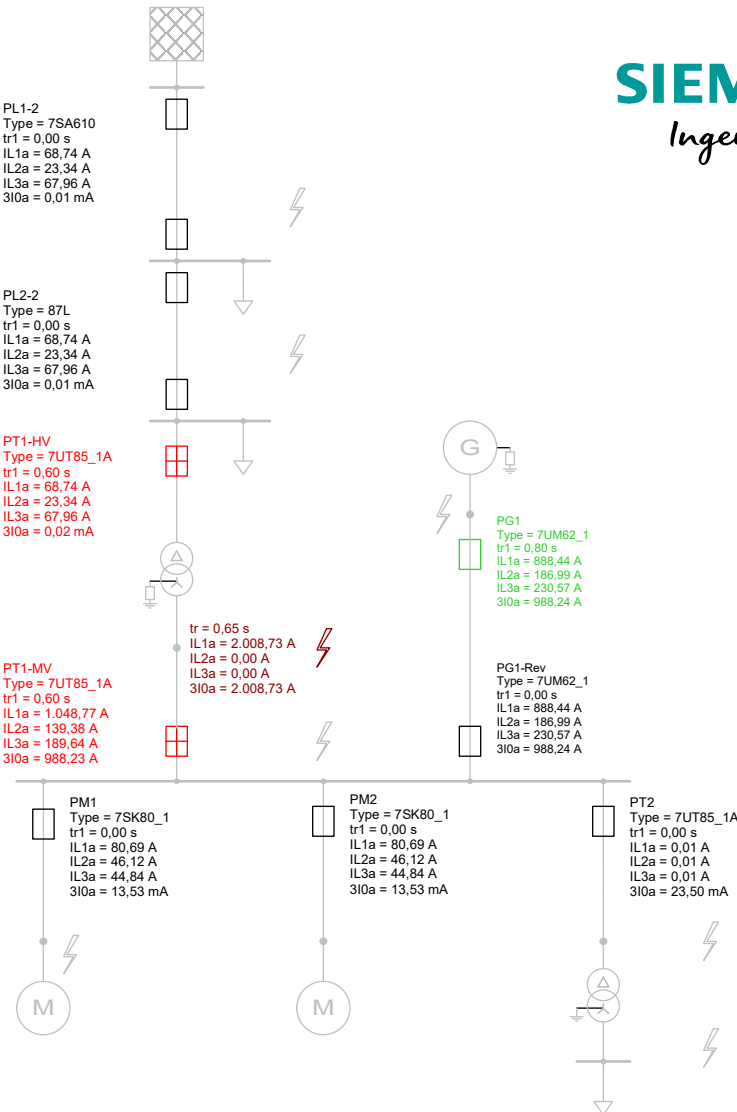 SIEM
Ingen
PL1-2
Type = 7SA610
tr1 = 0,00 s
IL1a = 68,74 A
IL2a = 23,34 A
IL3a = 67,96 A
3I0a = 0,01 mA
PL2-2
Type = 87L
tr1 = 0,00 s
IL1a = 68,74 A
IL2a = 23,34 A
IL3a = 67,96 A
3I0a = 0,01 mA
PT1-HV
Type = 7UT85_1A
tr1 = 0,60 s
IL1a = 68,74 A
IL2a = 23,34 A
IL3a = 67,96 A
3I0a = 0,02 mA
G
PG1
Type = 7UM62_1
tr1 = 0,80 s
IL1a = 888,44 A
IL2a = 186,99 A
IL3a = 230,57 A
3I0a = 988,24 A
tr = 0,65 s
IL1a = 2.008,73 A
IL2a = 0,00 A
IL3a = 0,00 A
3I0a = 2.008,73 A
PT1-MV
Type = 7UT85_1A
tr1 = 0,60 s
IL1a = 1.048,77 A
IL2a = 139,38 A
IL3a = 189,64 A
3I0a = 988,23 A
PG1-Rev
Type = 7UM62_1
tr1 = 0,00 s
IL1a = 888,44 A
IL2a = 186,99 A
IL3a = 230,57 A
3I0a = 988,24 A
PM1
Type = 7SK80_1
tr1 = 0,00 s
IL1a = 80,69 A
IL2a = 46,12 A
IL3a = 44,84 A
3I0a = 13,53 mA
PM2
Type = 7SK80_1
tr1 = 0,00 s
IL1a = 80,69 A
IL2a = 46,12 A
IL3a = 44,84 A
3I0a = 13,53 mA
PT2
Type = 7UT85_1A
tr1 = 0,00 s
IL1a = 0,01 A
IL2a = 0,01 A
IL3a = 0,01 A
3I0a = 23,50 mA
M
M